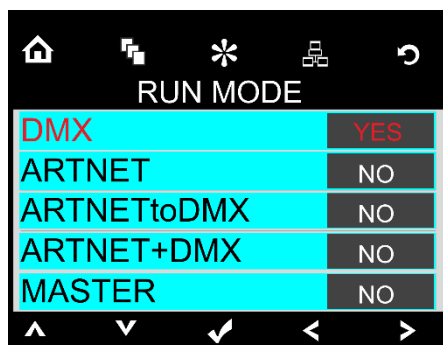 RUN MODE
DMX YES
ARTNET NO
ARTNETtoDMX NO
ARTNET+DMX NO
MASTER NO